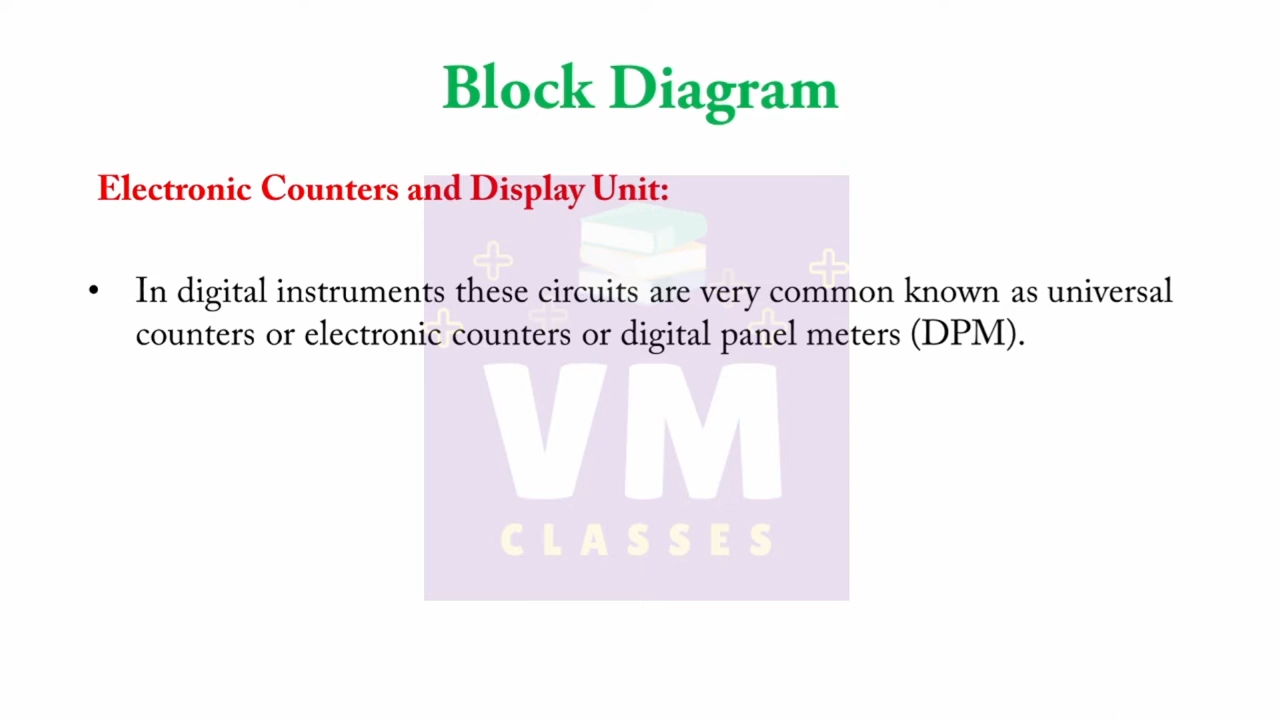 Block Diagram
Electronic Counters and Display Unit:
• In digital instruments these circuits are very common known as universal
counters or electronic counters or digital panel meters (DPM).
VM
CLASSES